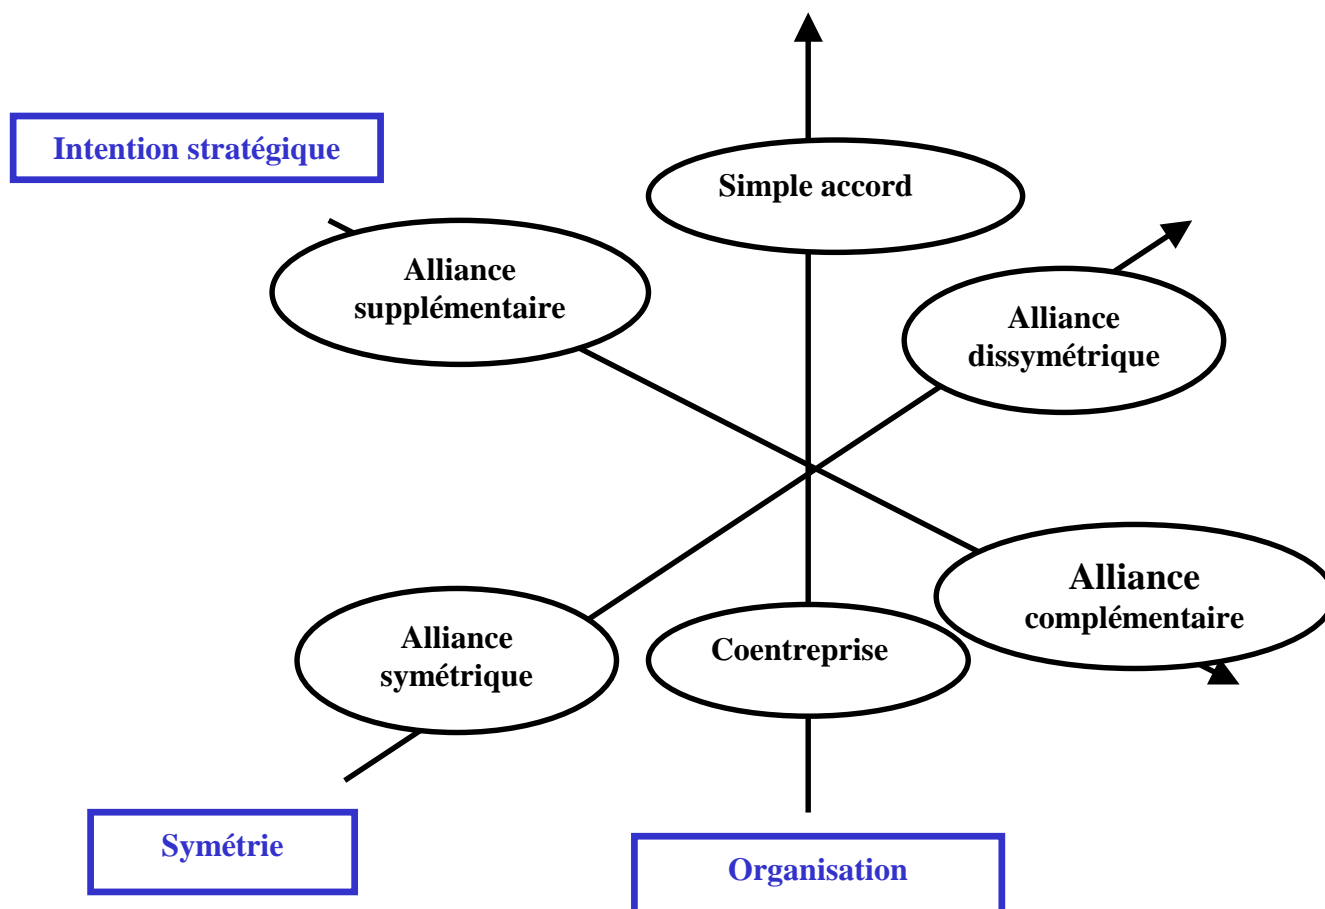 Intention stratégique
Simple accord
Alliance
supplémentaire
Alliance
dissymétrique
Alliance
complémentaire
Alliance
symétrique
Coentreprise
Symétrie
Organisation